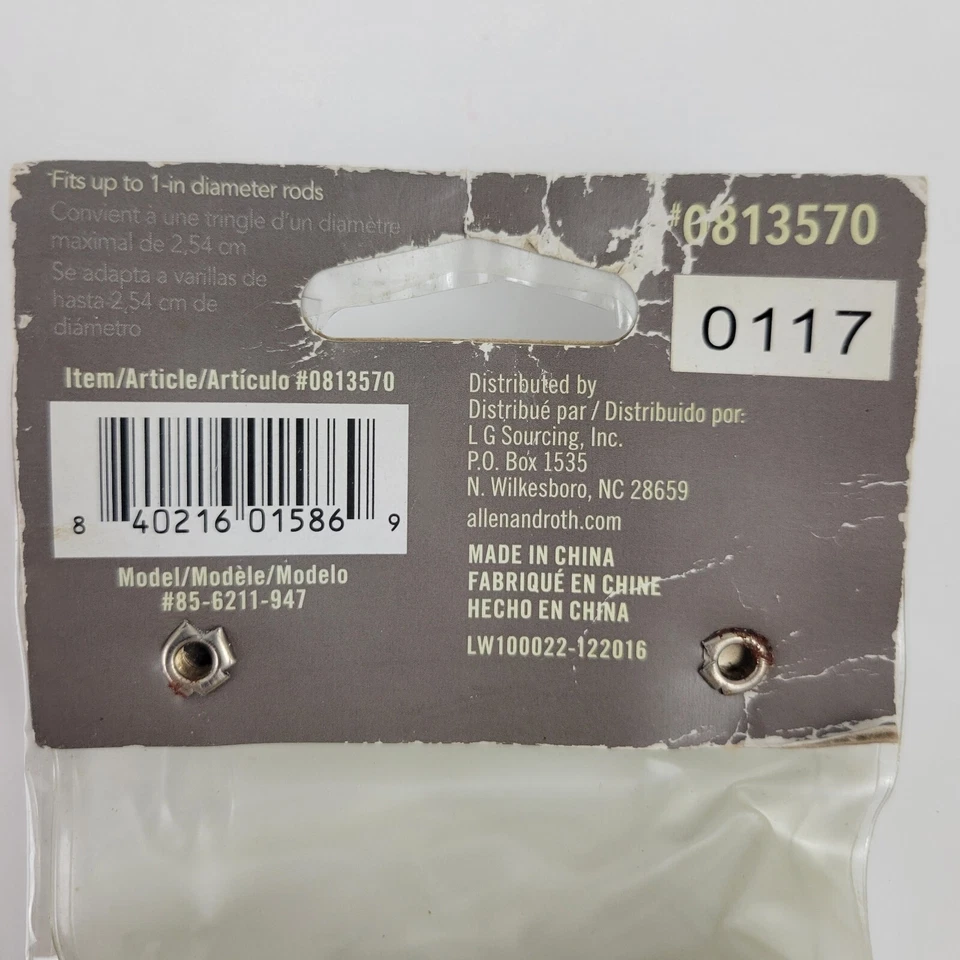 Fits up to 1-in diameter rods
Convient à une tringle d'un diamètre
maximal de 2,54 cm
Se adapta a varillas de
hasta 2,54 cm de
diámetro
#0813570
0117
Item/Article/Artículo #0813570
8 40216 01586 9
Model/Modèle/Modelo
#85-6211-947
Distributed by
Distribué par / Distribuido por:
L G Sourcing, Inc.
P.O. Box 1535
N. Wilkesboro, NC 28659
allenandroth.com
MADE IN CHINA
FABRIQUÉ EN CHINE
HECHO EN CHINA
LW100022-122016